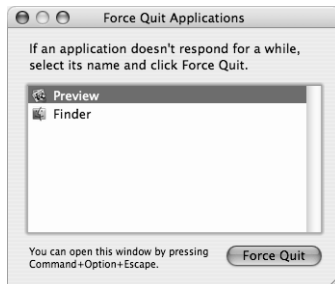 Force Quit Applications
If an application doesn't respond for a while,
select its name and click Force Quit.
Preview
Finder
You can open this window by pressing
Command+Option+Escape.
Force Quit